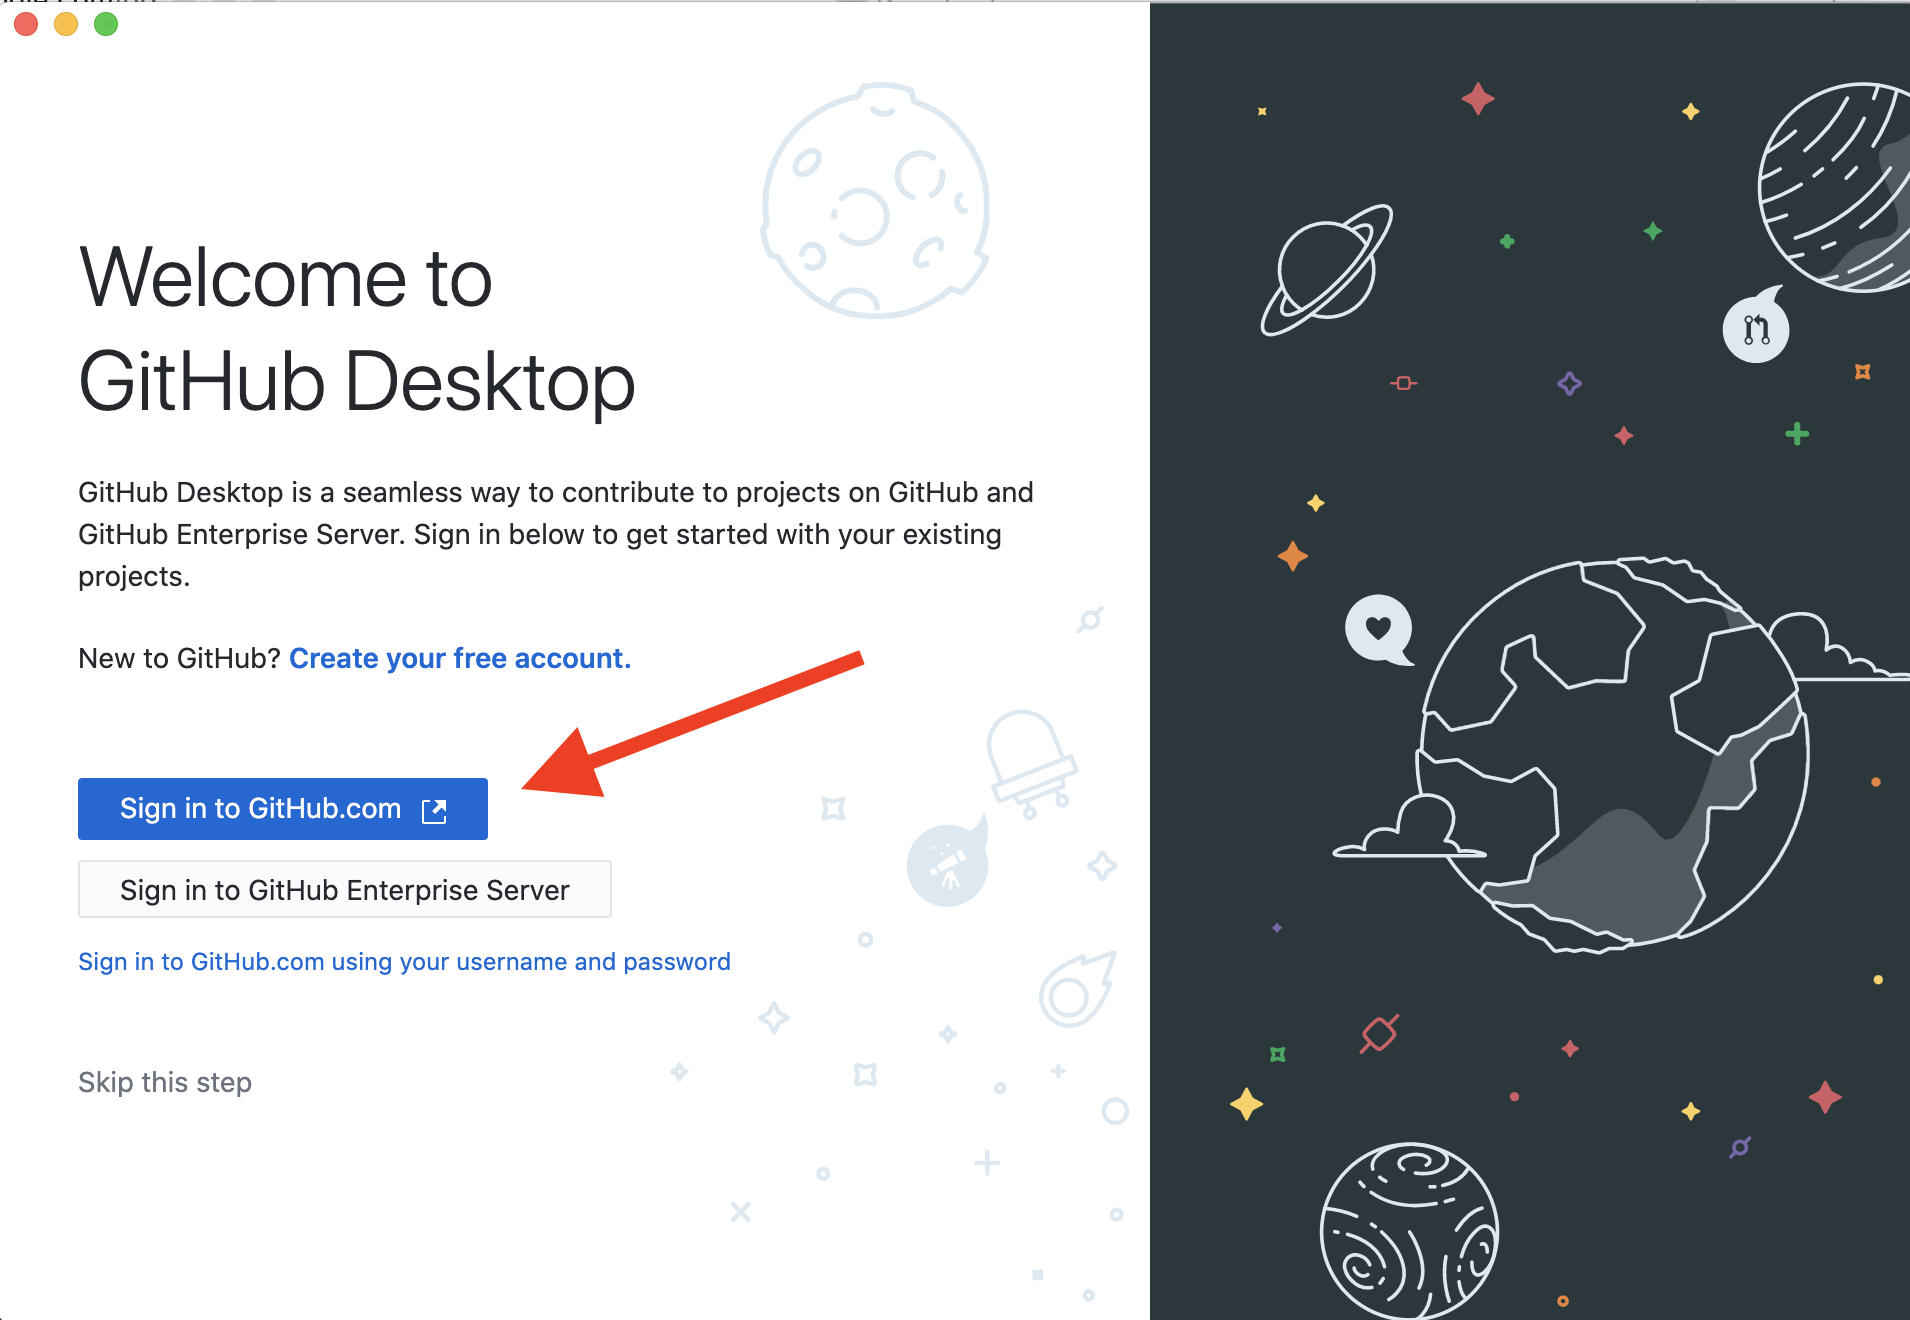 Welcome to
GitHub Desktop
GitHub Desktop is a seamless way to contribute to projects on GitHub and
GitHub Enterprise Server. Sign in below to get started with your existing
projects.
New to GitHub? Create your free account.
Sign in to GitHub.com
Sign in to GitHub Enterprise Server
Sign in to GitHub.com using your username and password
Skip this step